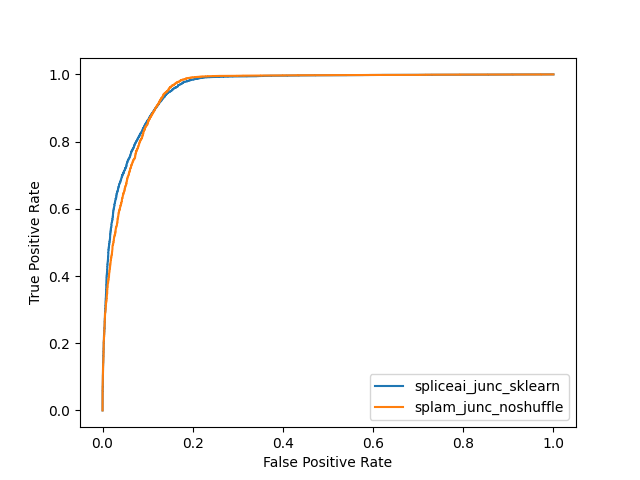 1.0
0.8
0.6
0.4
0.2
0.0
True Positive Rate
spliceai_junc_sklearn
splam_junc_noshuffle
0.0 0.2 0.4 0.6 0.8 1.0
False Positive Rate